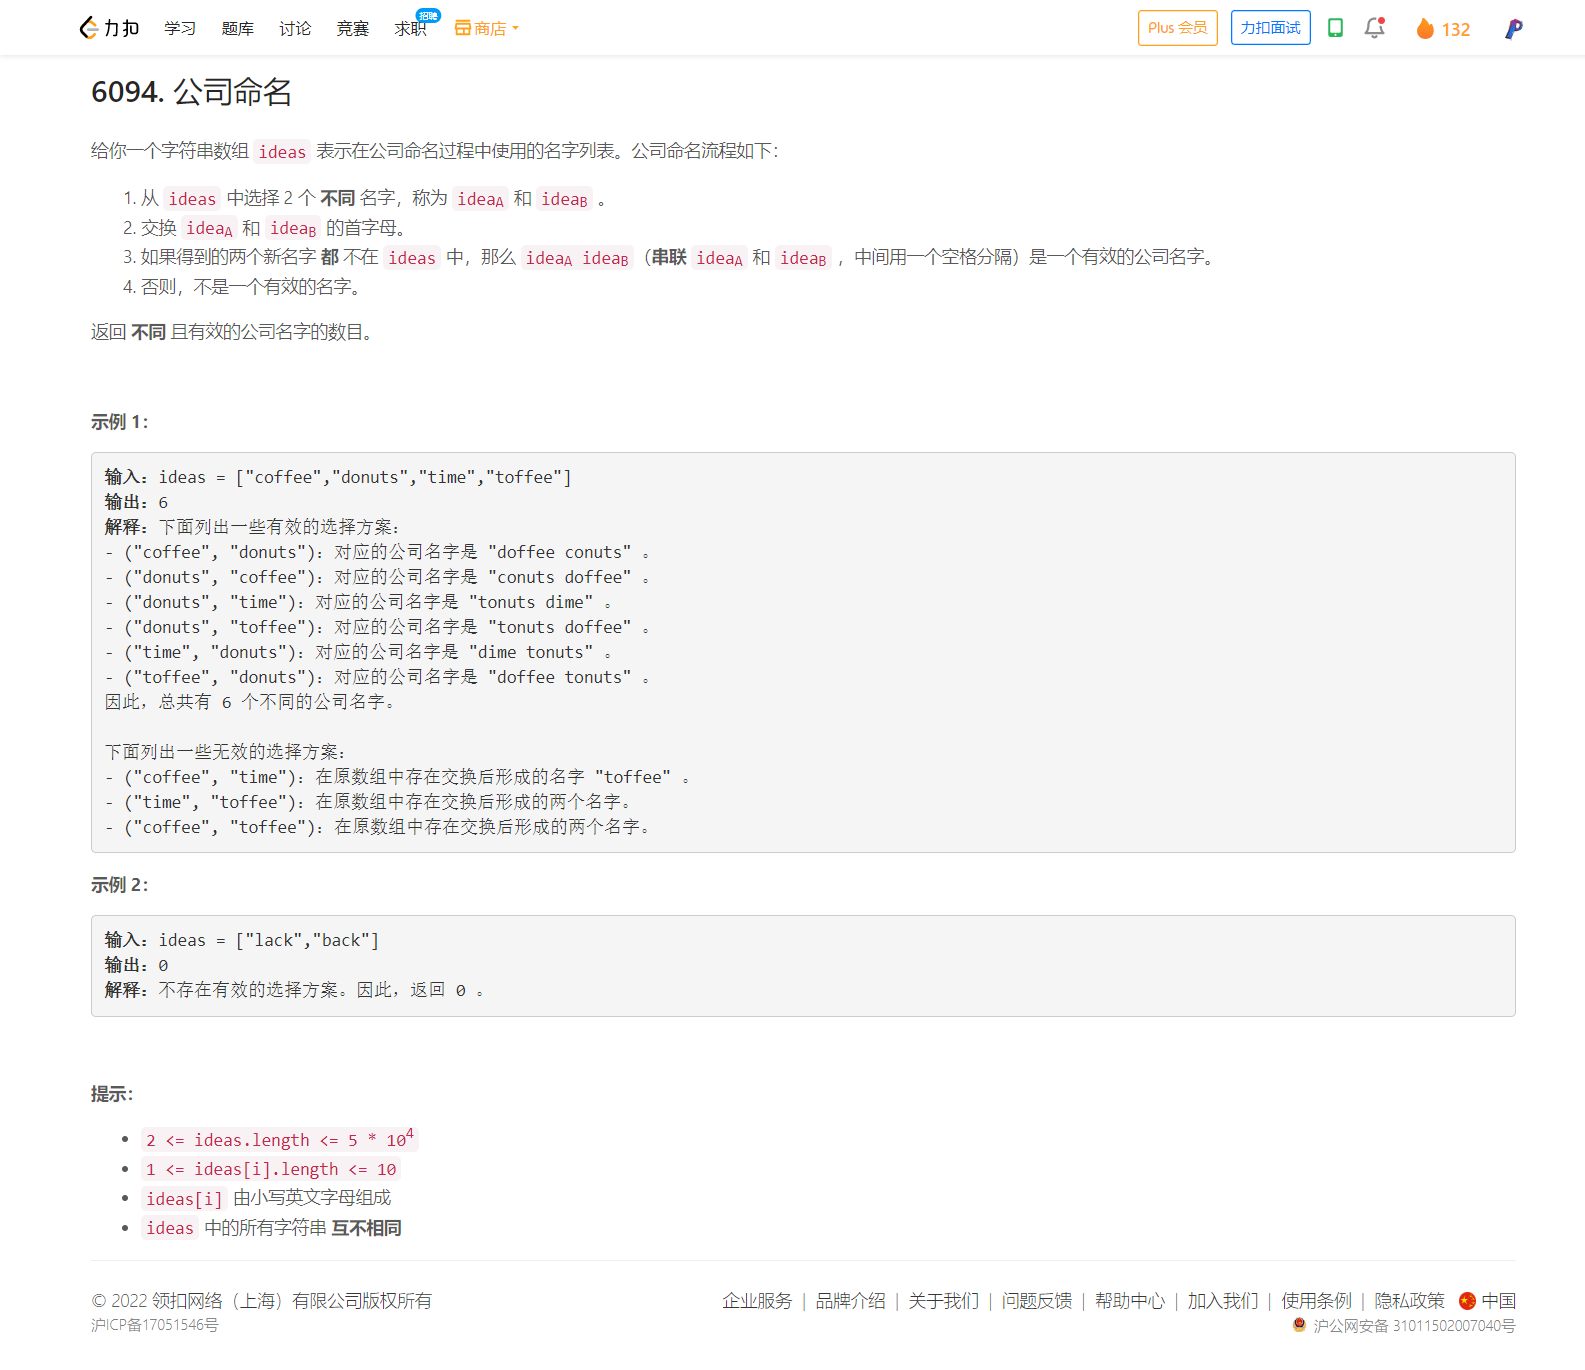 力扣 学习 题库 讨论 竞赛 求职 招聘 商店 Plus 会员 力扣面试 132
6094. 公司命名
给你一个字符串数组 ideas 表示在公司命名过程中使用的名字列表。公司命名流程如下：
1. 从 ideas 中选择 2 个 不同 名字，称为 ideaA 和 ideaB 。
2. 交换 ideaA 和 ideaB 的首字母。
3. 如果得到的两个新名字 都 不在 ideas 中，那么 ideaA ideaB（串联 ideaA 和 ideaB ，中间用一个空格分隔）是一个有效的公司名字。
4. 否则，不是一个有效的名字。
返回 不同 且有效的公司名字的数目。
示例 1：
输入：ideas = ["coffee","donuts","time","toffee"]
输出：6
解释：下面列出一些有效的选择方案：
- ("coffee", "donuts")：对应的公司名字是 "doffee conuts" 。
- ("donuts", "coffee")：对应的公司名字是 "conuts doffee" 。
- ("donuts", "time")：对应的公司名字是 "tonuts dime" 。
- ("donuts", "toffee")：对应的公司名字是 "tonuts doffee" 。
- ("time", "donuts")：对应的公司名字是 "dime tonuts" 。
- ("toffee", "donuts")：对应的公司名字是 "doffee tonuts" 。
因此，总共有 6 个不同的公司名字。
下面列出一些无效的选择方案：
- ("coffee", "time")：在原数组中存在交换后形成的名字 "toffee" 。
- ("time", "toffee")：在原数组中存在交换后形成的两个名字。
- ("coffee", "toffee")：在原数组中存在交换后形成的两个名字。
示例 2：
输入：ideas = ["lack","back"]
输出：0
解释：不存在有效的选择方案。因此，返回 0 。
提示：
• 2 <= ideas.length <= 5 * 10⁴
• 1 <= ideas[i].length <= 10
• ideas[i] 由小写英文字母组成
• ideas 中的所有字符串 互不相同
© 2022 领扣网络（上海）有限公司版权所有
企业服务 | 品牌介绍 | 关于我们 | 问题反馈 | 帮助中心 | 加入我们 | 使用条例 | 隐私政策 中国
沪ICP备17051546号
沪公网安备 31011502007040号